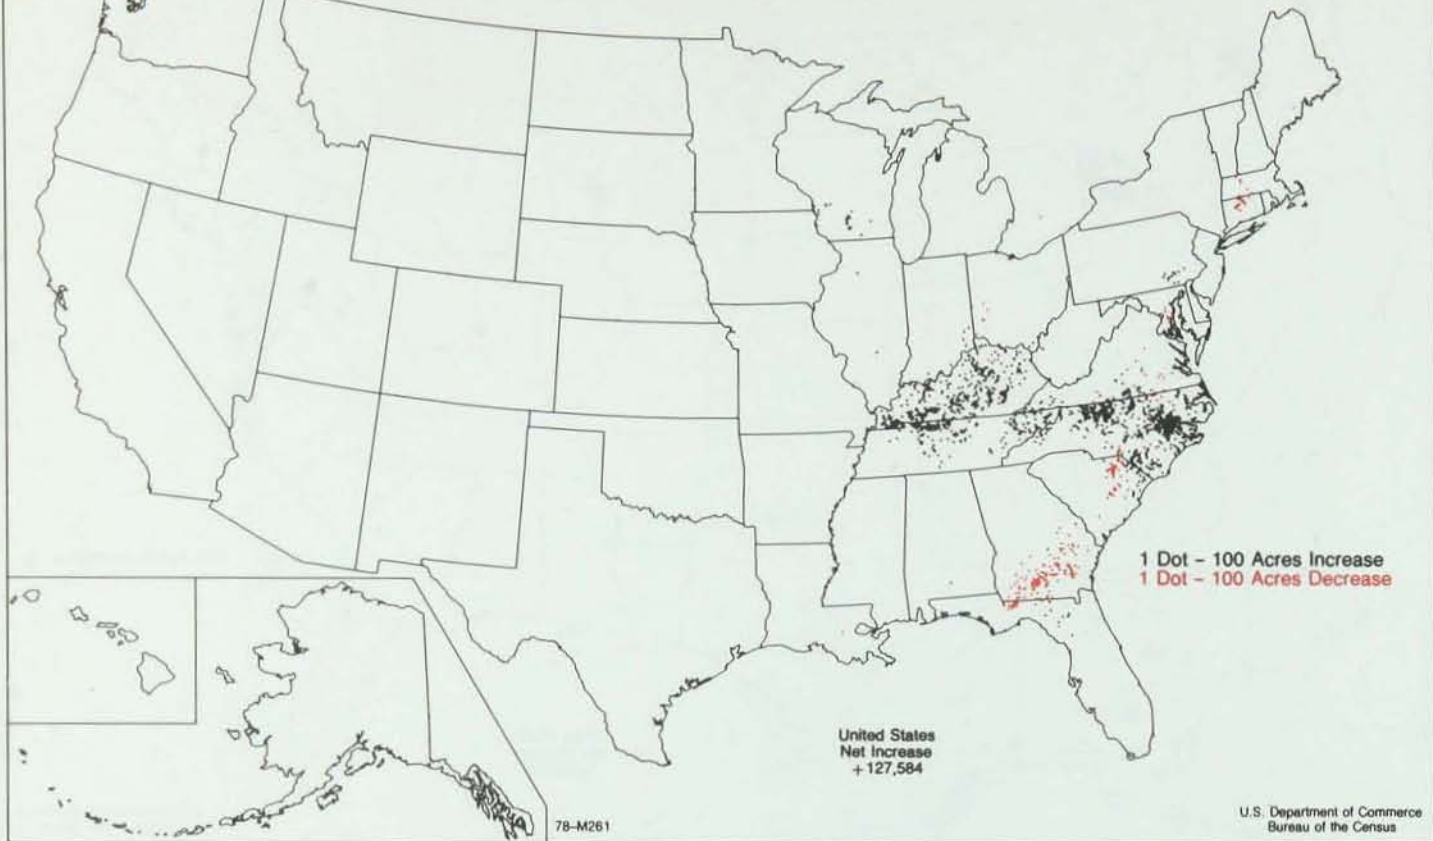 1 Dot – 100 Acres Increase
1 Dot – 100 Acres Decrease
United States
Net Increase
+127,584
78–M261
U.S. Department of Commerce
Bureau of the Census